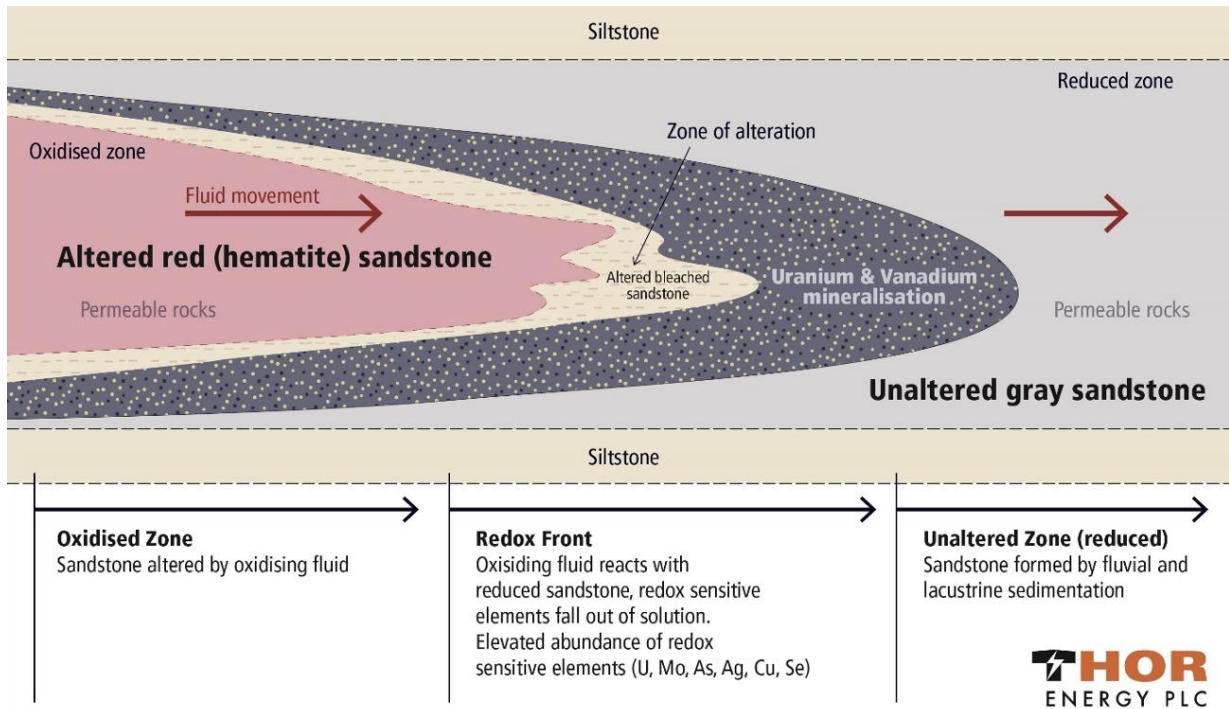 Siltstone
Reduced zone
Zone of alteration
Oxidised zone
Fluid movement
Altered red (hematite) sandstone
Altered bleached
sandstone
Uranium & Vanadium
mineralisation
Permeable rocks
Permeable rocks
Unaltered gray sandstone
Siltstone
Oxidised Zone
Sandstone altered by oxidising fluid
Redox Front
Oxisiding fluid reacts with
reduced sandstone, redox sensitive
elements fall out of solution.
Elevated abundance of redox
sensitive elements (U, Mo, As, Ag, Cu, Se)
Unaltered Zone (reduced)
Sandstone formed by fluvial and
lacustrine sedimentation
THOR
ENERGY PLC